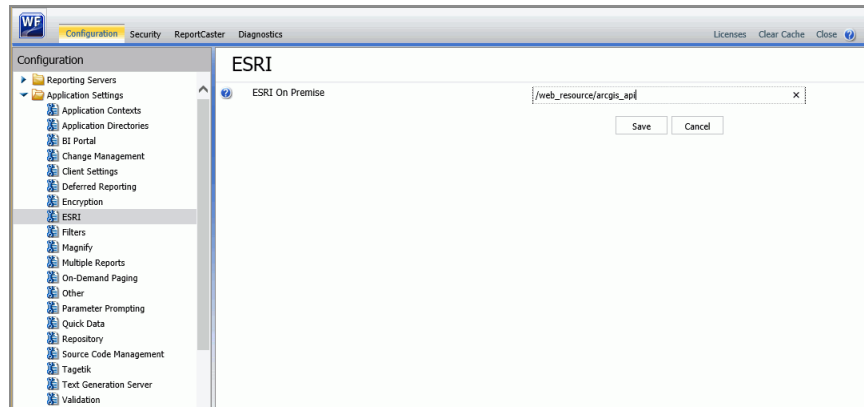 WF
Configuration Security ReportCaster Diagnostics Licenses Clear Cache Close ?
Configuration
Reporting Servers
Application Settings
Application Contexts
Application Directories
BI Portal
Change Management
Client Settings
Deferred Reporting
Encryption
ESRI
Filters
Magnify
Multiple Reports
On-Demand Paging
Other
Parameter Prompting
Quick Data
Repository
Source Code Management
Tagetik
Text Generation Server
Validation
ESRI
? ESRI On Premise /web_resource/arcgis_api ×
Save Cancel